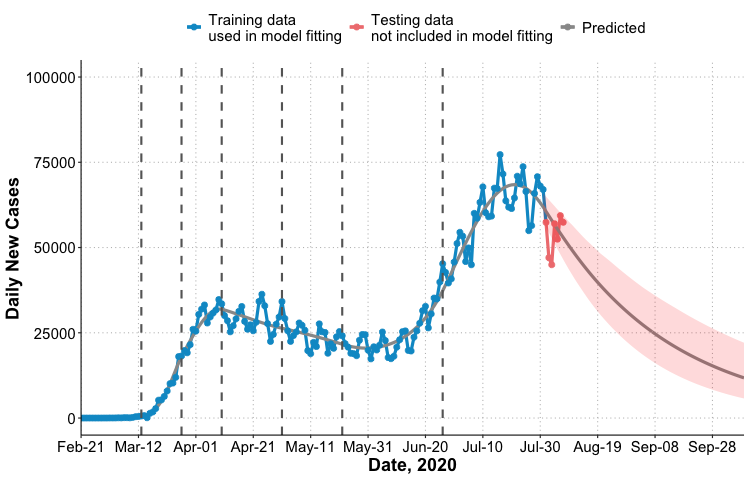 Training data
used in model fitting
Testing data
not included in model fitting
Predicted
Daily New Cases
100000
75000
50000
25000
0
Feb-21 Mar-12 Apr-01 Apr-21 May-11 May-31 Jun-20 Jul-10 Jul-30 Aug-19 Sep-08 Sep-28
Date, 2020